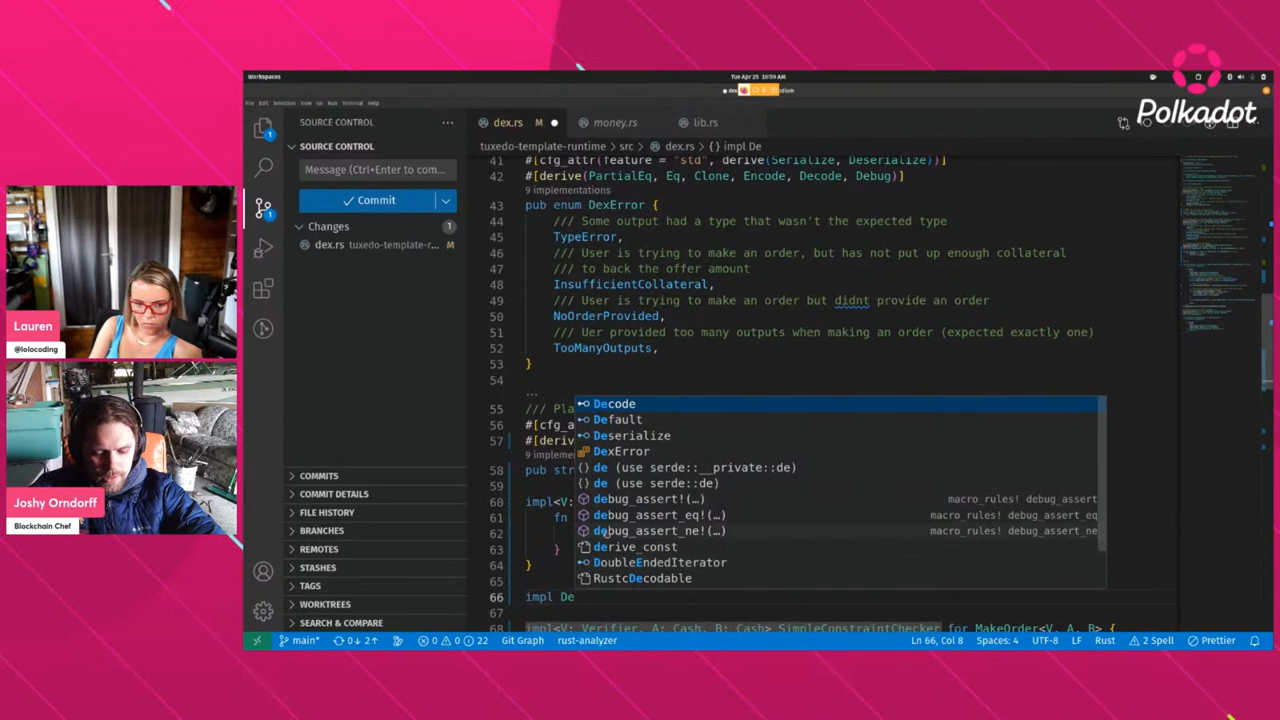 Polkadot
Workspaces
Tue Apr 25 10:59 AM
File Edit Selection View Go Run Terminal Help
SOURCE CONTROL ···
SOURCE CONTROL
Message (Ctrl+Enter to com...
Commit
Changes 1
dex.rs tuxedo-template-r... M
COMMITS
COMMIT DETAILS
FILE HISTORY
BRANCHES
REMOTES
STASHES
TAGS
WORKTREES
SEARCH & COMPARE
dex.rs M
money.rs
lib.rs
tuxedo-template-runtime > src > dex.rs > {} impl De
41 #[cfg_attr(feature = "std", derive(Serialize, Deserialize))]
42 #[derive(PartialEq, Eq, Clone, Encode, Decode, Debug)]
9 implementations
43 pub enum DexError {
44 /// Some output had a type that wasn't the expected type
45 TypeError,
46 /// User is trying to make an order, but has not put up enough collateral
47 /// to back the offer amount
48 InsufficientCollateral,
49 /// User is trying to make an order but didnt provide an order
50 NoOrderProvided,
51 /// Uer provided too many outputs when making an order (expected exactly one)
52 TooManyOutputs,
53 }
54
...
55 /// Pla
56 #[cfg_a
57 #[deriv
9 impleme
58 pub str
59
60 impl<V:
61 fn
62
63 }
64 }
65
66 impl De
67
68 impl<V: Verifier, A: Cash, B: Cash> SimpleConstraintChecker for MakeOrder<V, A, B> {
Decode
Default
Deserialize
DexError
{} de (use serde::__private::de)
{} de (use serde::de)
debug_assert!(…) macro_rules! debug_assert
debug_assert_eq!(…) macro_rules! debug_assert_eq
debug_assert_ne!(…) macro_rules! debug_assert_ne
derive_const
DoubleEndedIterator
RustcDecodable
main* 0↓ 2↑ 0 0 22 Git Graph rust-analyzer
Ln 66, Col 8 Spaces: 4 UTF-8 LF Rust 2 Spell Prettier
Lauren
@lolocoding
Joshy Orndorff
Blockchain Chef